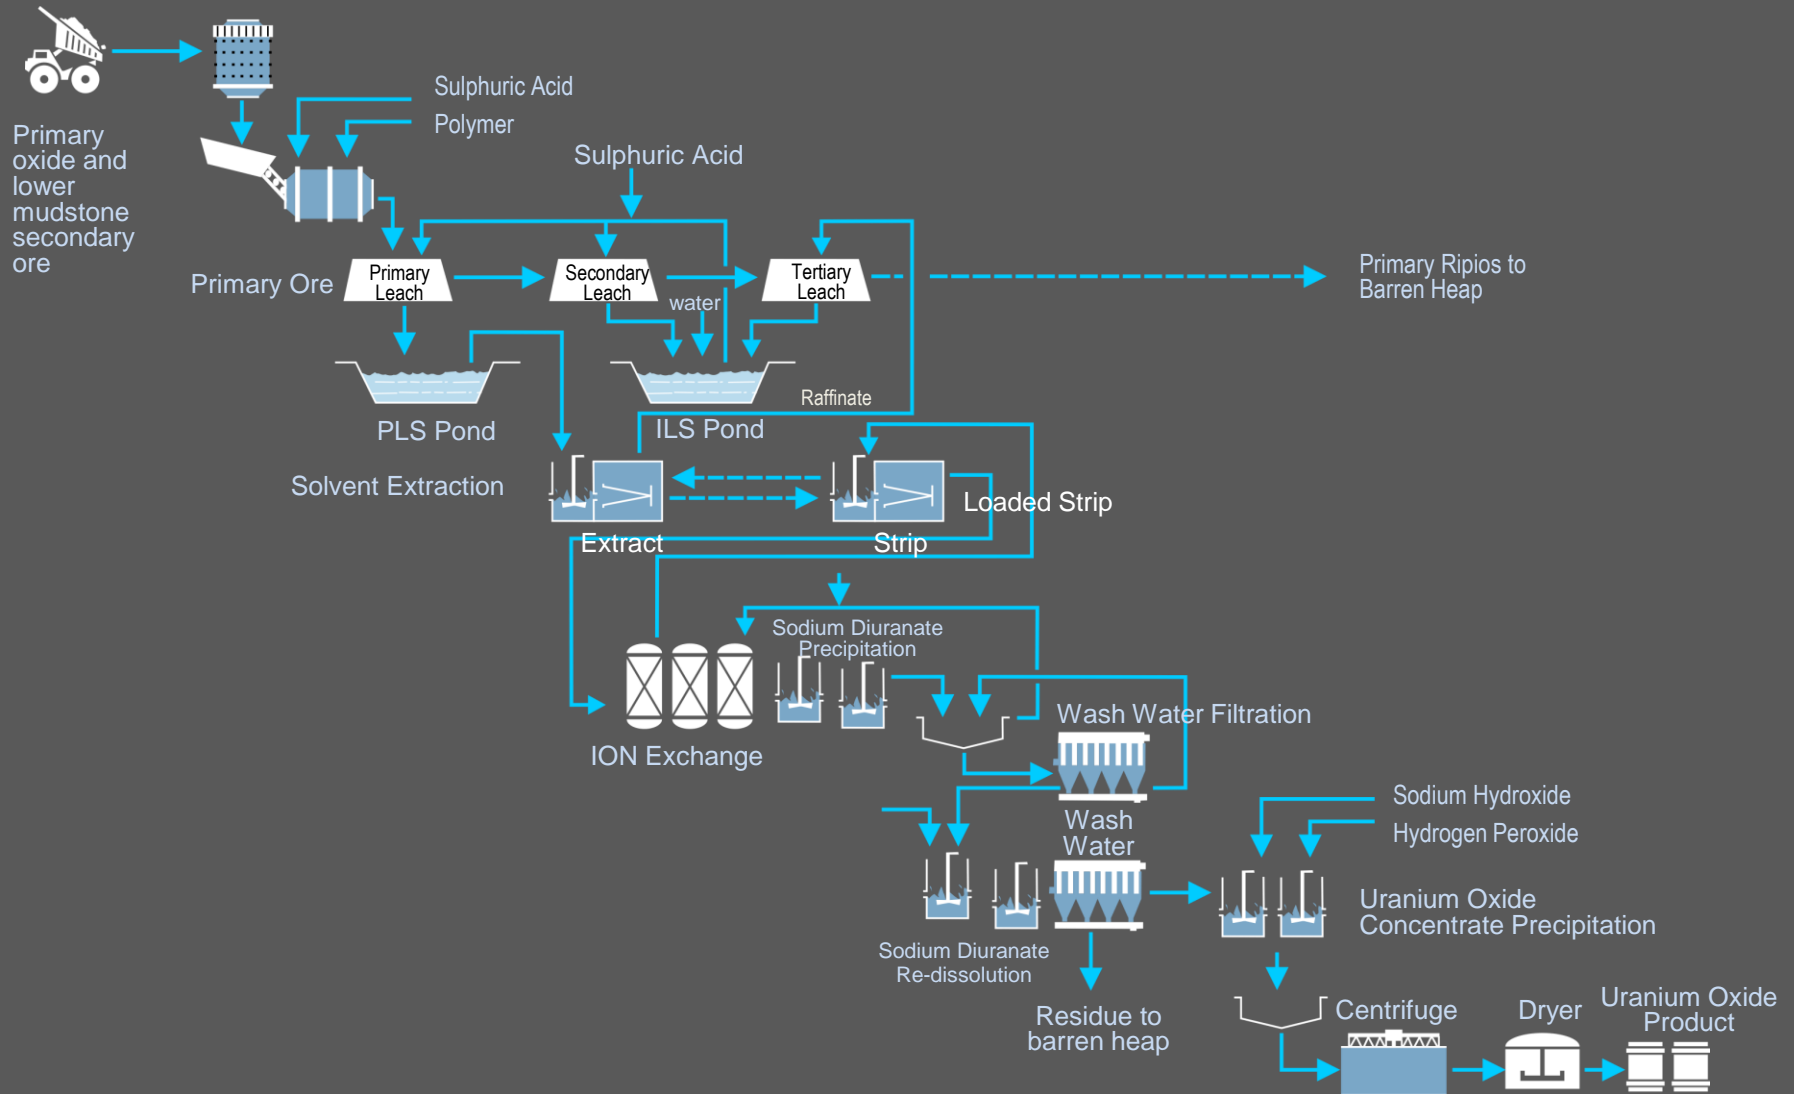 Sulphuric Acid
Polymer
Primary
oxide and
lower
mudstone
secondary
ore
Sulphuric Acid
Primary Ore
Primary
Leach
Secondary
Leach
Tertiary
Leach
water
Primary Ripios to
Barren Heap
Raffinate
PLS Pond
ILS Pond
Solvent Extraction
Loaded Strip
Extract
Strip
Sodium Diuranate
Precipitation
Wash Water Filtration
ION Exchange
Wash
Water
Sodium Hydroxide
Hydrogen Peroxide
Uranium Oxide
Concentrate Precipitation
Sodium Diuranate
Re-dissolution
Residue to
barren heap
Centrifuge
Dryer
Uranium Oxide
Product